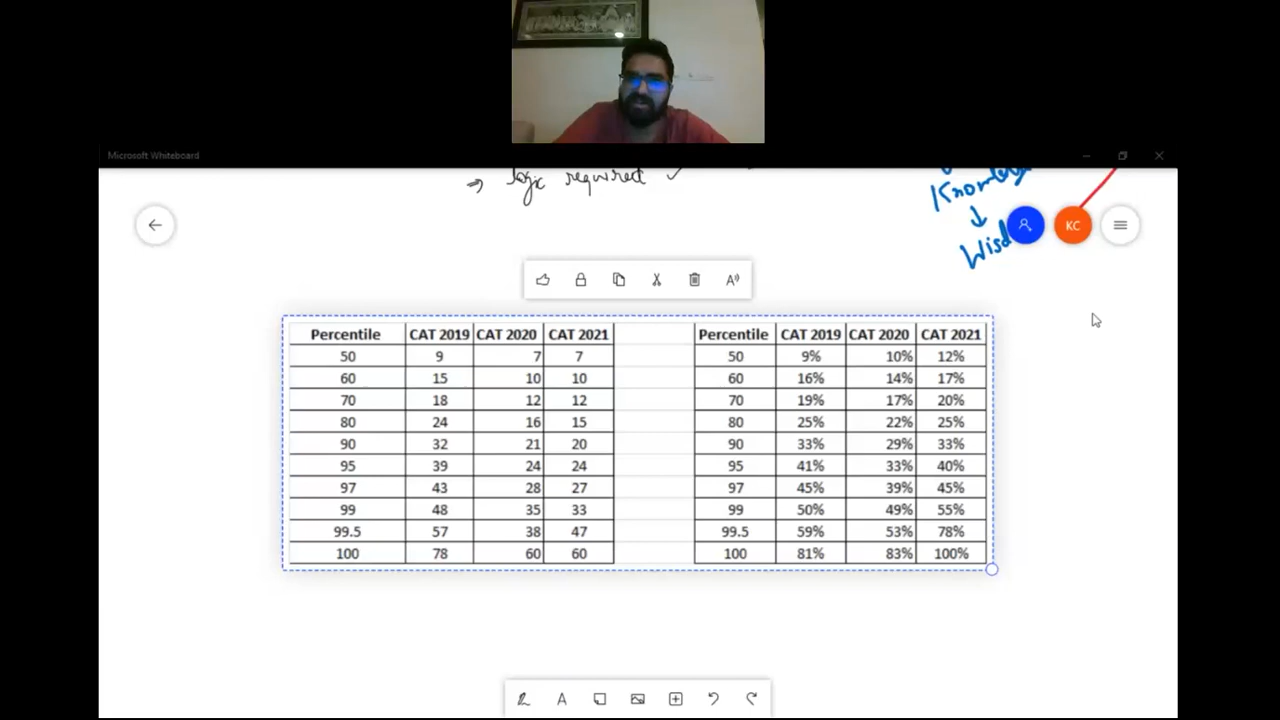 Microsoft Whiteboard
⇒ logic required ✓
Knowledge
↓
KC
Percentile CAT 2019 CAT 2020 CAT 2021 Percentile CAT 2019 CAT 2020 CAT 2021
50 9 7 7 50 9% 10% 12%
60 15 10 10 60 16% 14% 17%
70 18 12 12 70 19% 17% 20%
80 24 16 15 80 25% 22% 25%
90 32 21 20 90 33% 29% 33%
95 39 24 24 95 41% 33% 40%
97 43 28 27 97 45% 39% 45%
99 48 35 33 99 50% 49% 55%
99.5 57 38 47 99.5 59% 53% 78%
100 78 60 60 100 81% 83% 100%